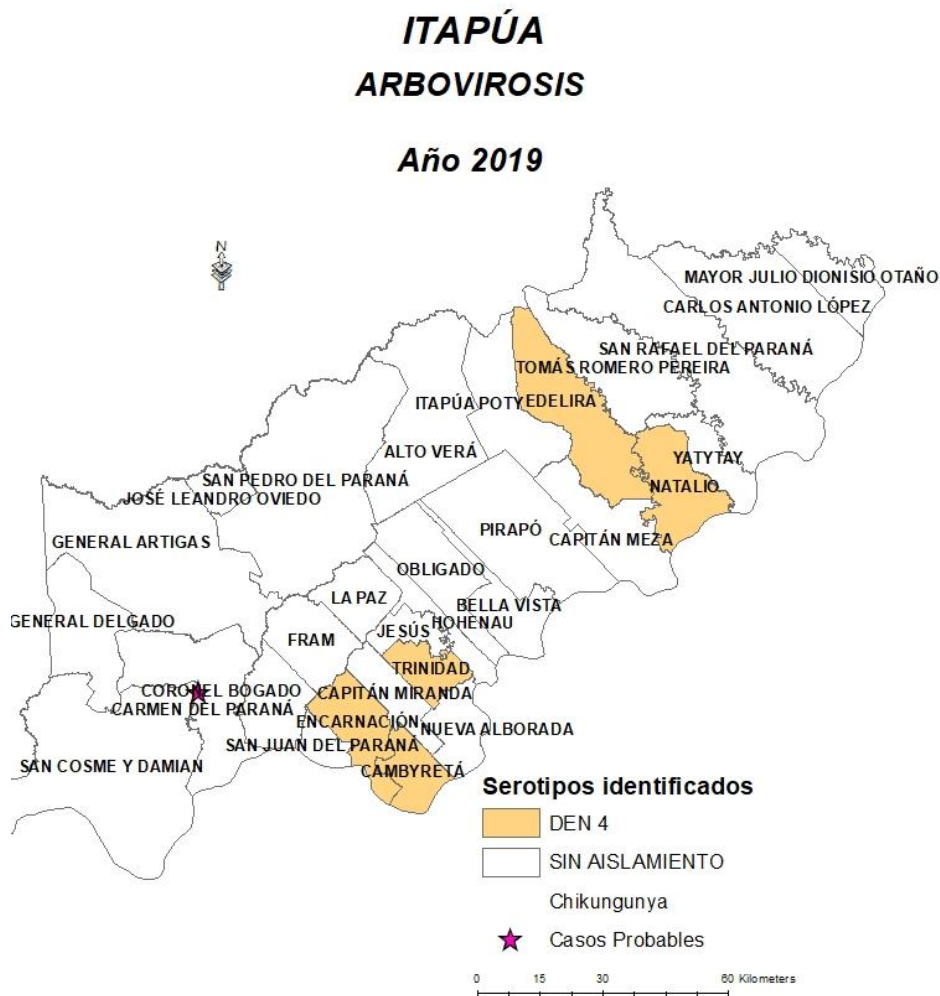 ITAPÚA
ARBOVIROSIS
Año 2019
N
MAYOR JULIO DIONISIO OTAÑO
CARLOS ANTONIO LÓPEZ
SAN RAFAEL DEL PARANÁ
TOMÁS ROMERO PEREIRA
ITAPÚA POTY
EDELIRA
ALTO VERÁ
YATYTAY
SAN PEDRO DEL PARANÁ
NATALIO
JOSÉ LEANDRO OVIEDO
PIRAPÓ
GENERAL ARTIGAS
CAPITÁN MEZA
OBLIGADO
LA PAZ
BELLA VISTA
GENERAL DELGADO
HOHENAU
JESÚS
FRAM
TRINIDAD
CORONEL BOGADO
CAPITÁN MIRANDA
CARMEN DEL PARANÁ
ENCARNACIÓN
NUEVA ALBORADA
SAN JUAN DEL PARANÁ
SAN COSME Y DAMIAN
CAMBYRETÁ
Serotipos identificados
DEN 4
SIN AISLAMIENTO
Chikungunya
Casos Probables
0 15 30 60 Kilometers